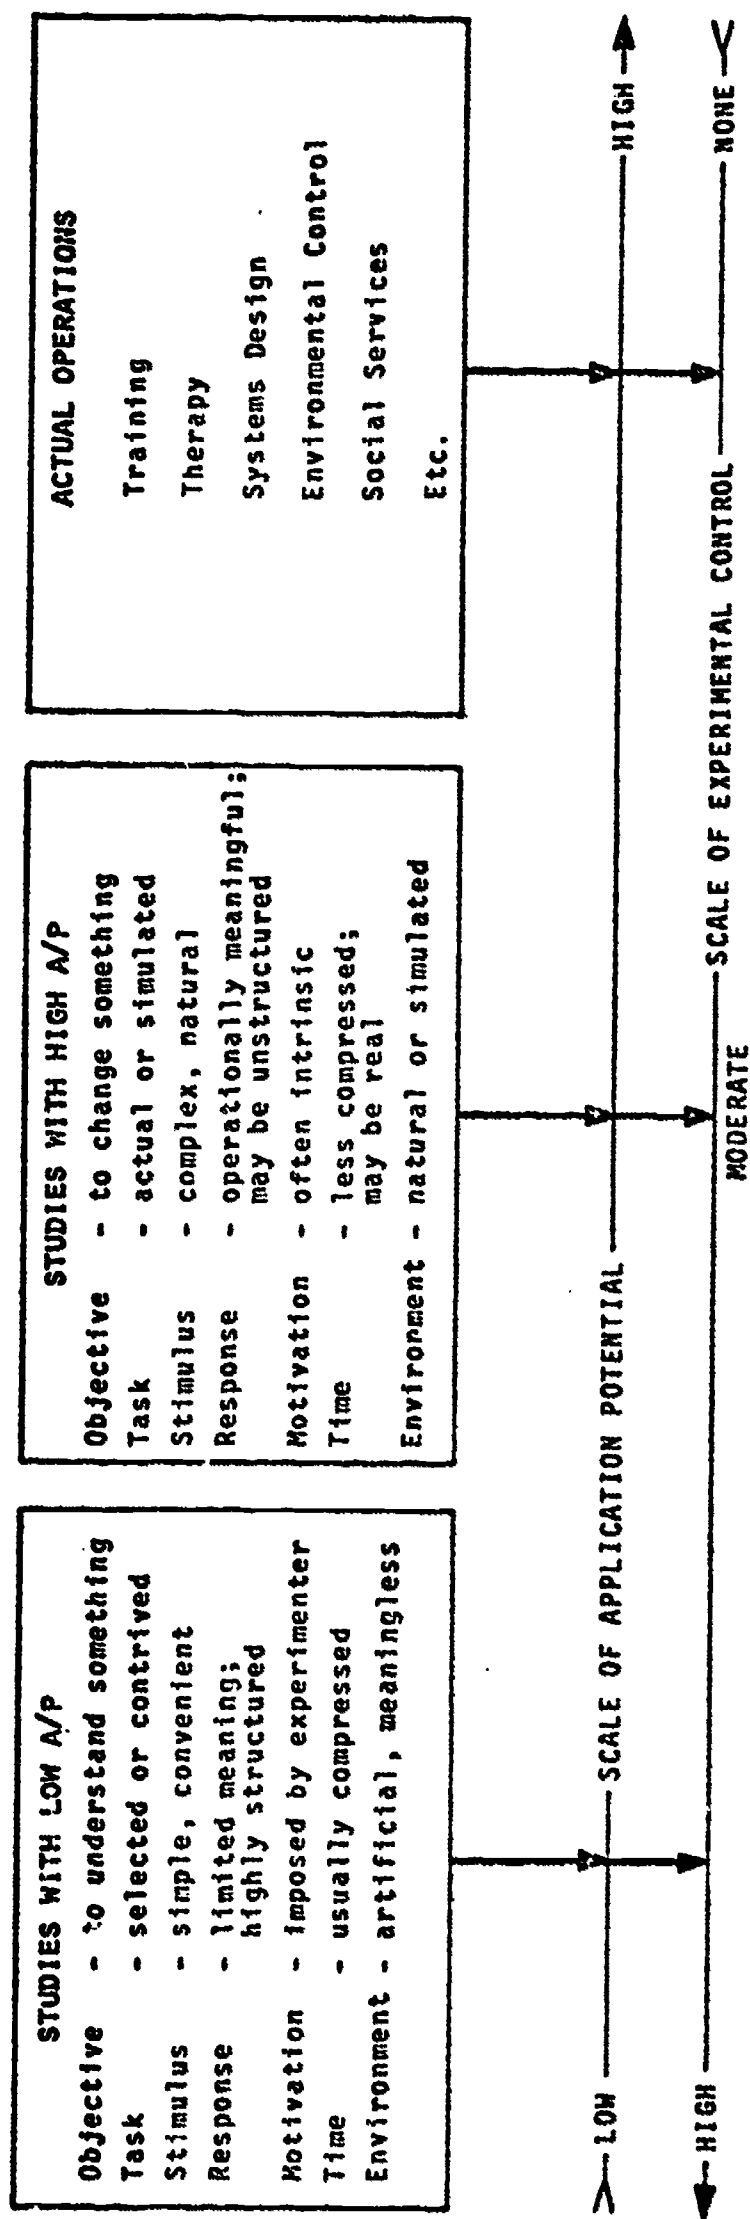 STUDIES WITH LOW A/P
Objective - to understand something
Task - selected or contrived
Stimulus - simple, convenient
Response - limited meaning;
highly structured
Motivation - imposed by experimenter
Time - usually compressed
Environment - artificial, meaningless
STUDIES WITH HIGH A/P
Objective - to change something
Task - actual or simulated
Stimulus - complex, natural
Response - operationally meaningful;
may be unstructured
Motivation - often intrinsic
Time - less compressed;
may be real
Environment - natural or simulated
ACTUAL OPERATIONS
Training
Therapy
Systems Design
Environmental Control
Social Services
Etc.
LOW SCALE OF APPLICATION POTENTIAL HIGH
HIGH SCALE OF EXPERIMENTAL CONTROL NONE
MODERATE